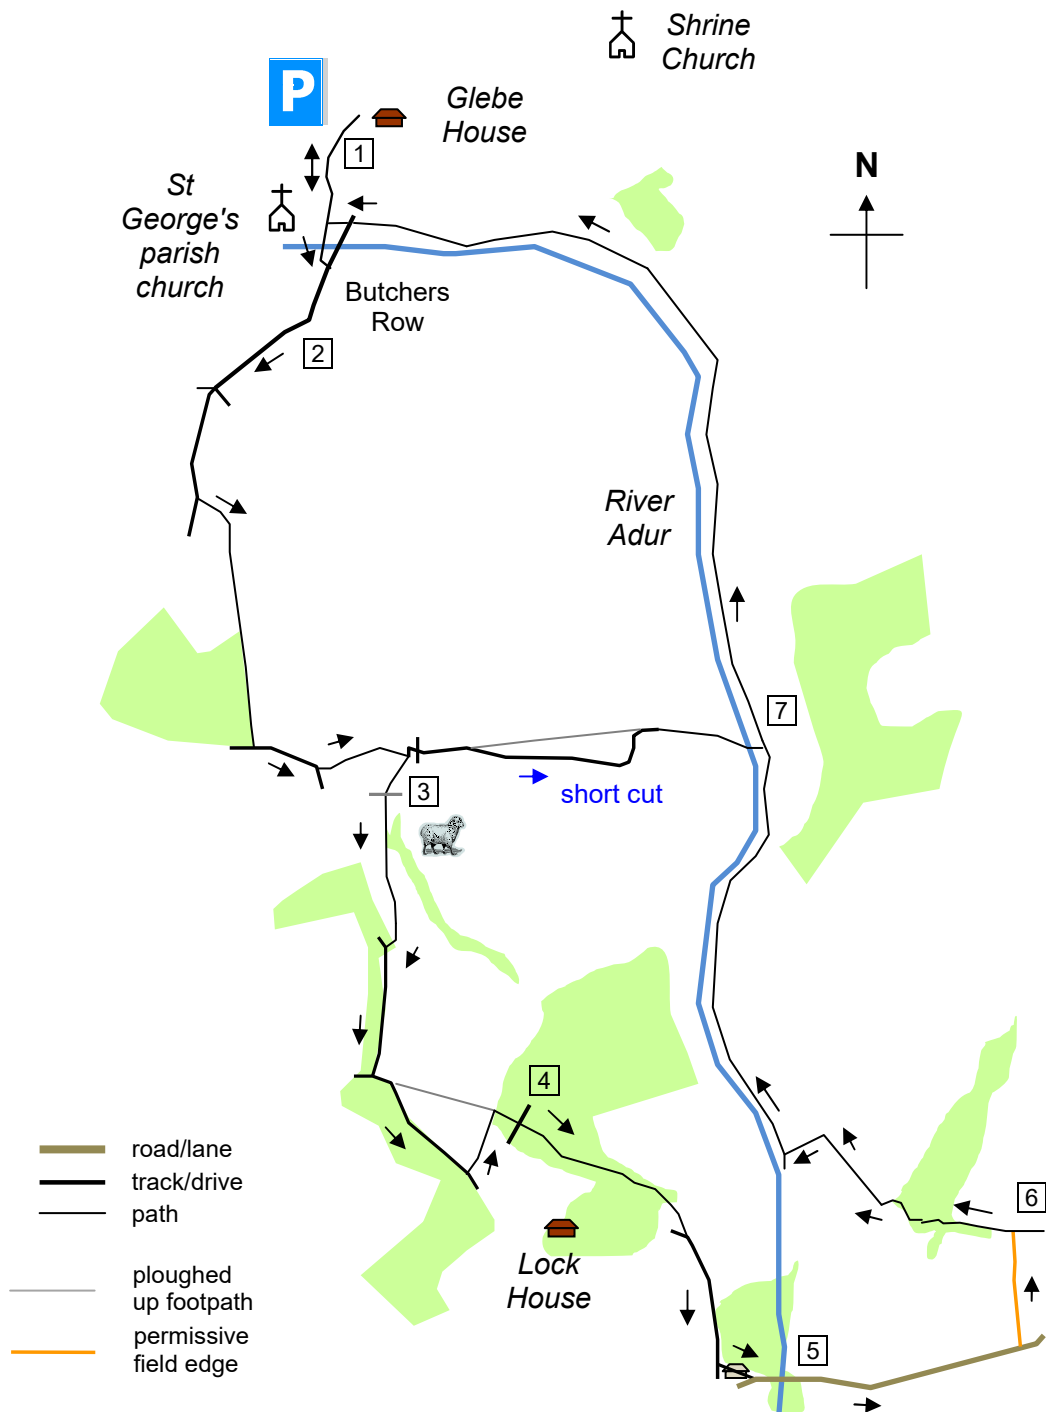 Shrine
Church
P
Glebe
House
1
N
St
George's
parish
church
Butchers
Row
2
River
Adur
7
3
short cut
4
road/lane
track/drive
path
6
Lock
House
ploughed
up footpath
permissive
field edge
5